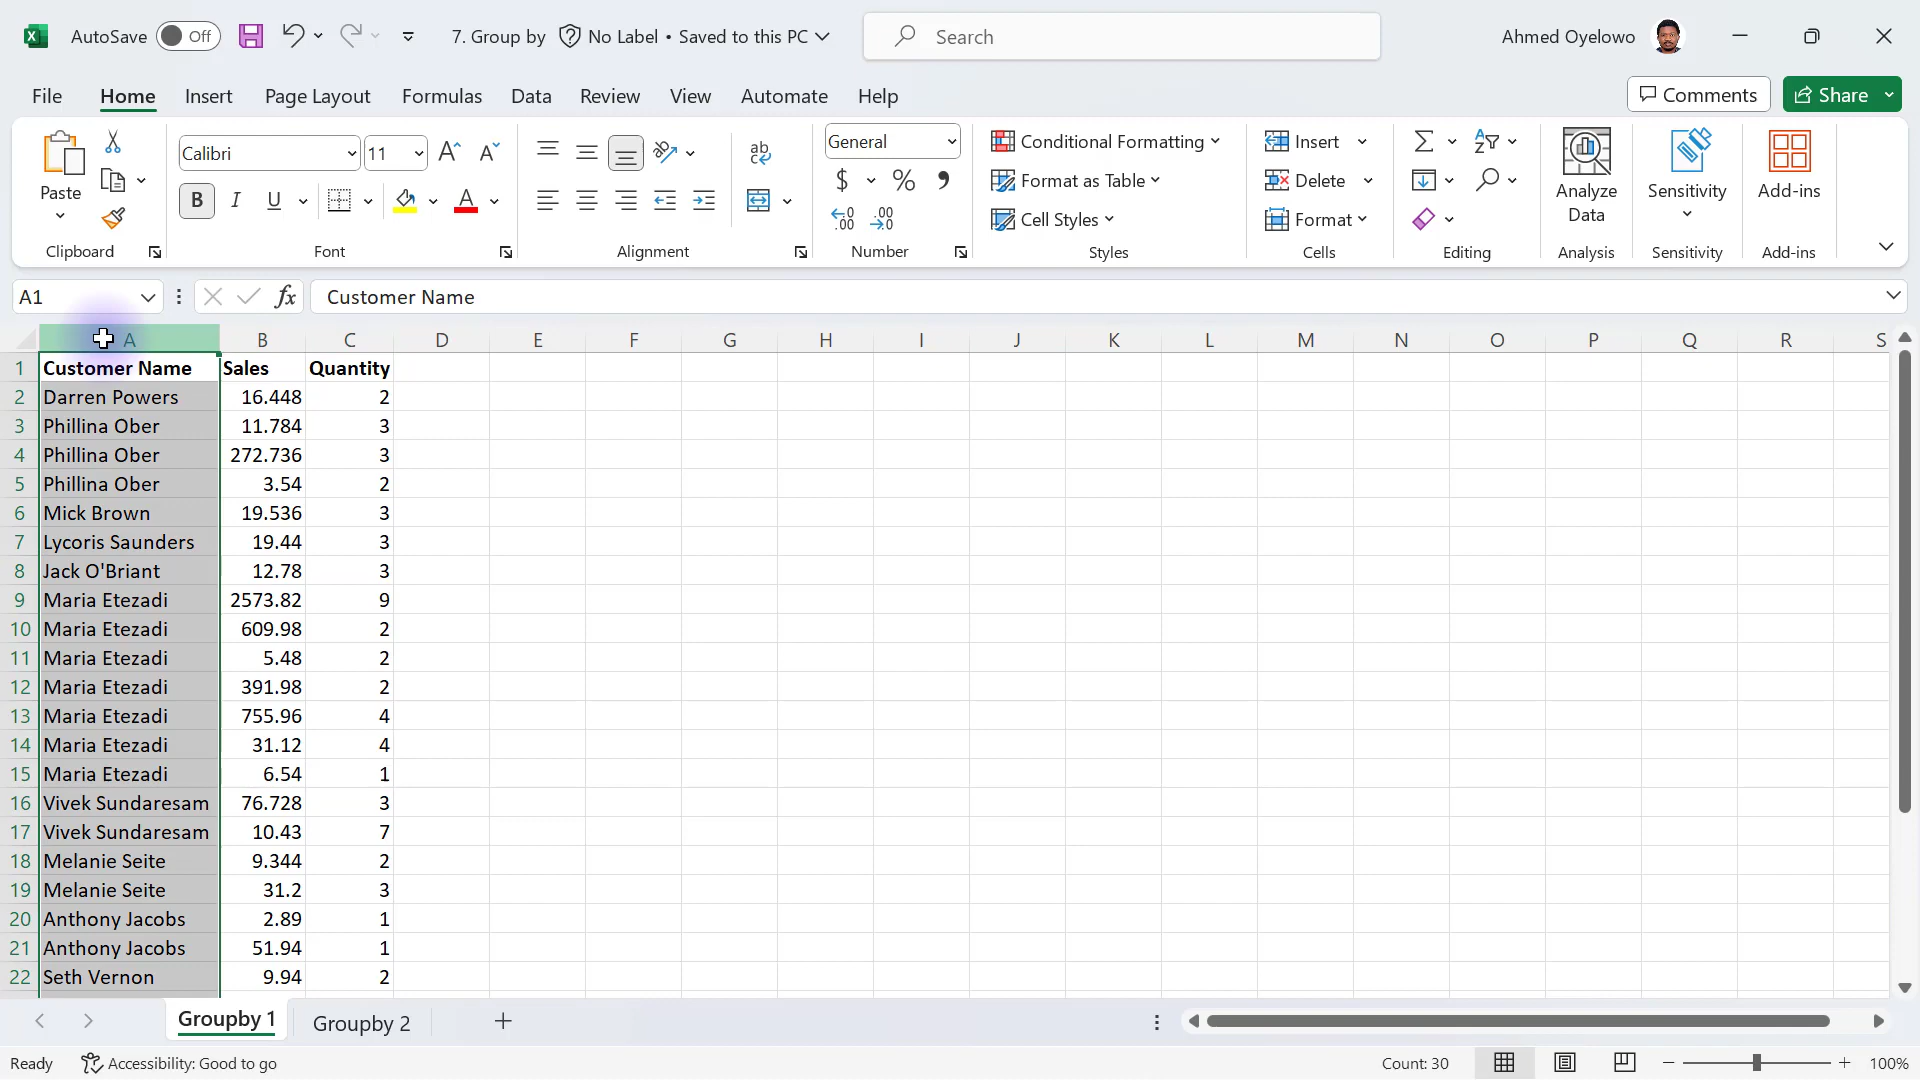 AutoSave Off 7. Group by No Label • Saved to this PC Search Ahmed Oyelowo
File Home Insert Page Layout Formulas Data Review View Automate Help Comments Share
Paste Calibri 11 A A ab c General Conditional Formatting Insert Σ A Z Analyze Data Sensitivity Add-ins
B I U A $ % , Format as Table Delete
.00 .00 Cell Styles Format
Clipboard Font Alignment Number Styles Cells Editing Analysis Sensitivity Add-ins
A1 fx Customer Name
A B C D E F G H I J K L M N O P Q R S
1 Customer Name Sales Quantity
2 Darren Powers 16.448 2
3 Phillina Ober 11.784 3
4 Phillina Ober 272.736 3
5 Phillina Ober 3.54 2
6 Mick Brown 19.536 3
7 Lycoris Saunders 19.44 3
8 Jack O'Briant 12.78 3
9 Maria Etezadi 2573.82 9
10 Maria Etezadi 609.98 2
11 Maria Etezadi 5.48 2
12 Maria Etezadi 391.98 2
13 Maria Etezadi 755.96 4
14 Maria Etezadi 31.12 4
15 Maria Etezadi 6.54 1
16 Vivek Sundaresam 76.728 3
17 Vivek Sundaresam 10.43 7
18 Melanie Seite 9.344 2
19 Melanie Seite 31.2 3
20 Anthony Jacobs 2.89 1
21 Anthony Jacobs 51.94 1
22 Seth Vernon 9.94 2
Groupby 1 Groupby 2
Ready Accessibility: Good to go Count: 30 100%